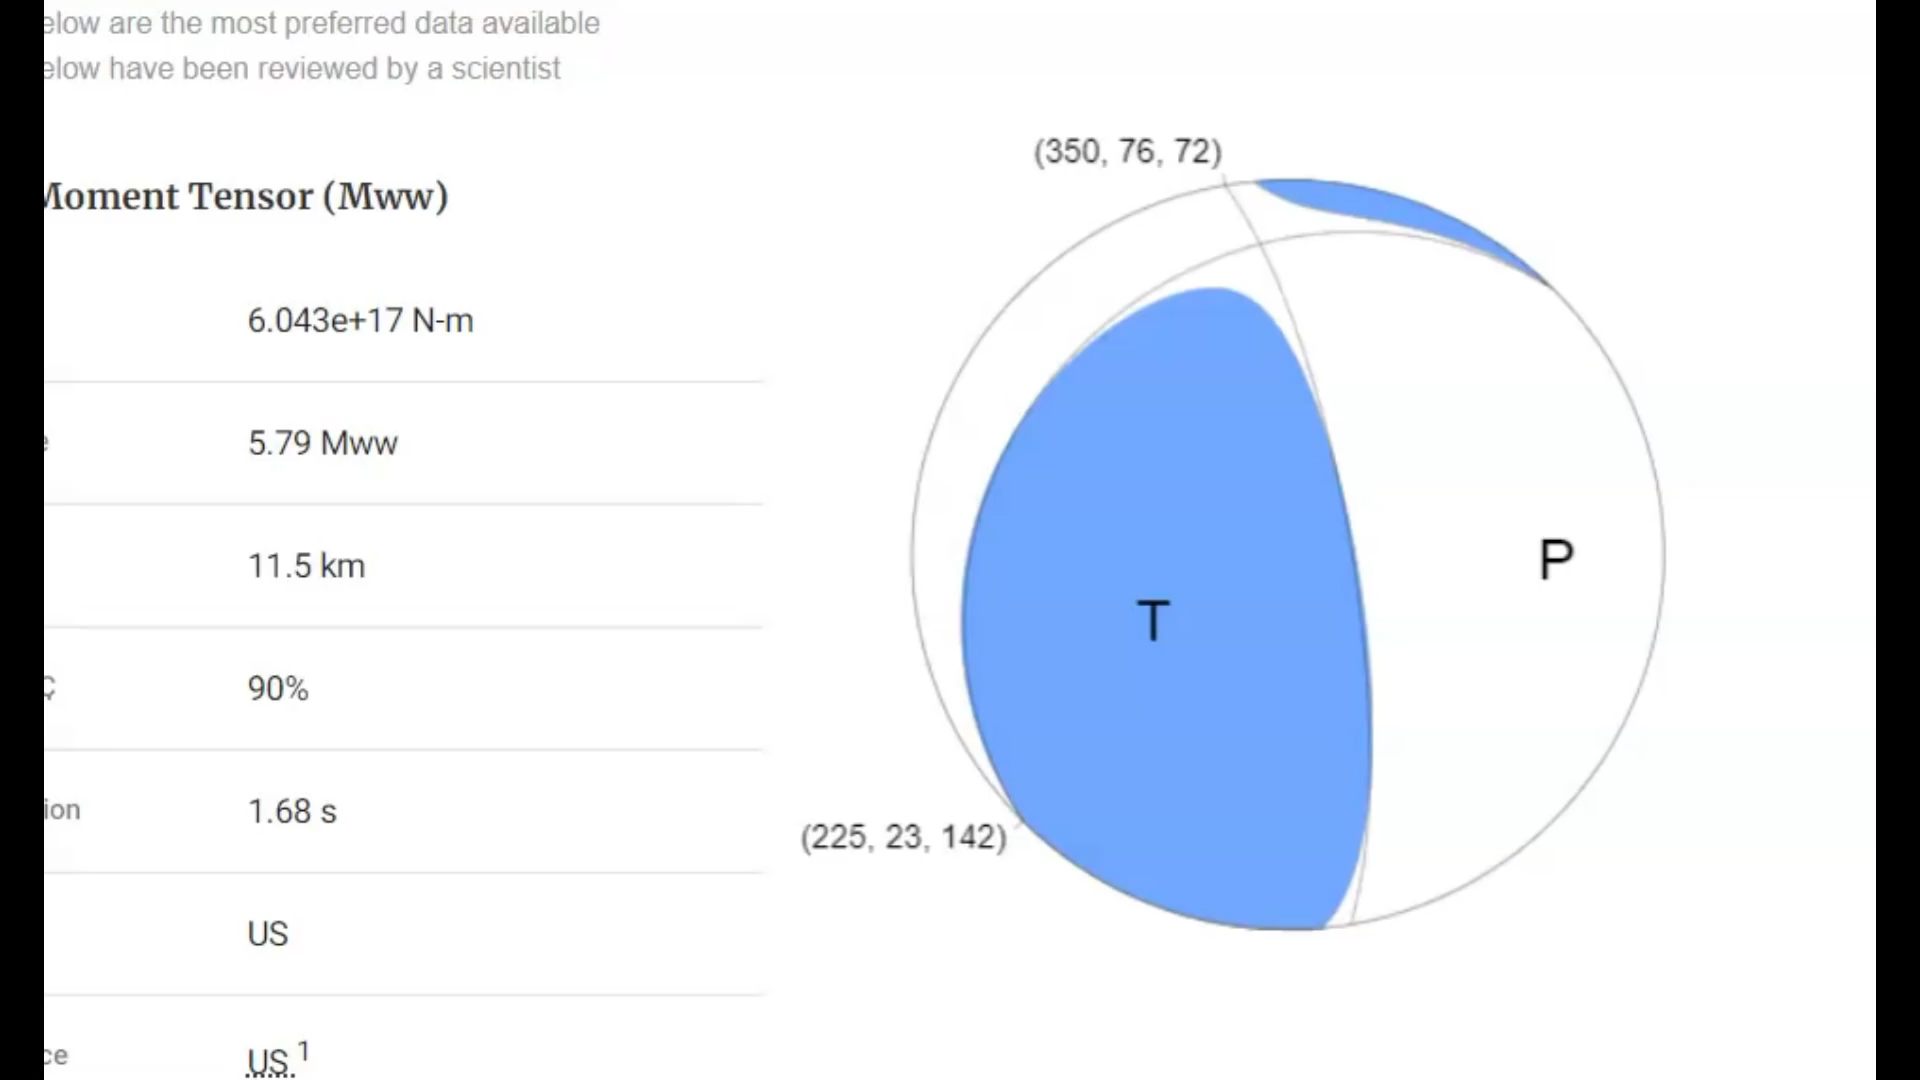 elow are the most preferred data available
elow have been reviewed by a scientist
Moment Tensor (Mww)
6.043e+17 N-m
e 5.79 Mww
11.5 km
90%
ion 1.68 s
US
ce US 1
(350, 76, 72)
P
T
(225, 23, 142)